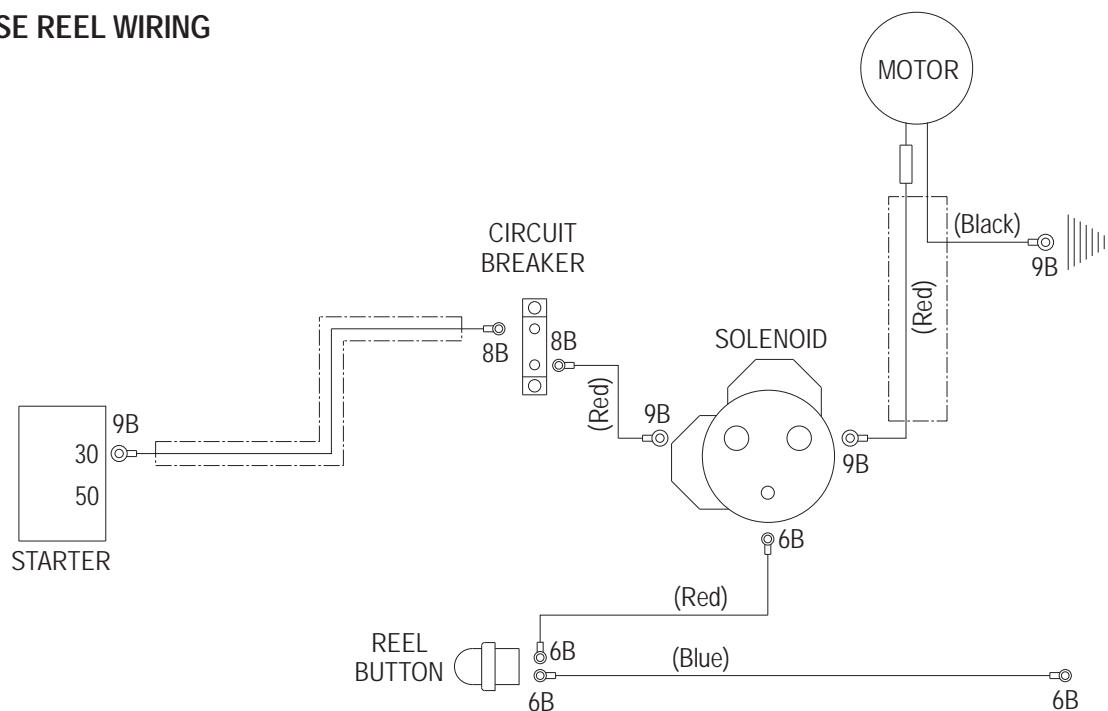 SE REEL WIRING
MOTOR
(Black)
9B
CIRCUIT
BREAKER
(Red)
8B
8B
SOLENOID
(Red)
9B
9B
9B
30
50
STARTER
6B
(Red)
REEL
BUTTON
6B
(Blue)
6B
6B